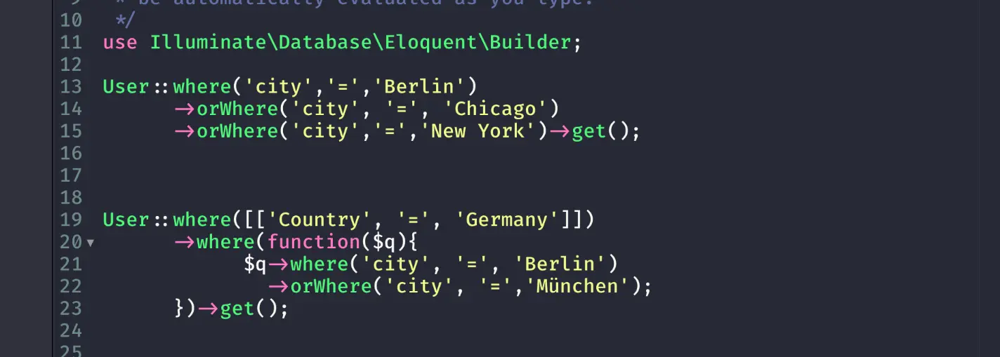 9 * be automatically evaluated as you type.
10 */
11 use Illuminate\Database\Eloquent\Builder;
12
13 User::where('city','=','Berlin')
14 ->orWhere('city', '=', 'Chicago')
15 ->orWhere('city','=','New York')->get();
16
17
18
19 User::where([['Country', '=', 'Germany']])
20 ->where(function($q){
21 $q->where('city', '=', 'Berlin')
22 ->orWhere('city', '=','München');
23 })->get();
24
25